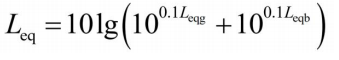 L_eq = 10lg(10^{0.1L_eqg} + 10^{0.1L_eqb})